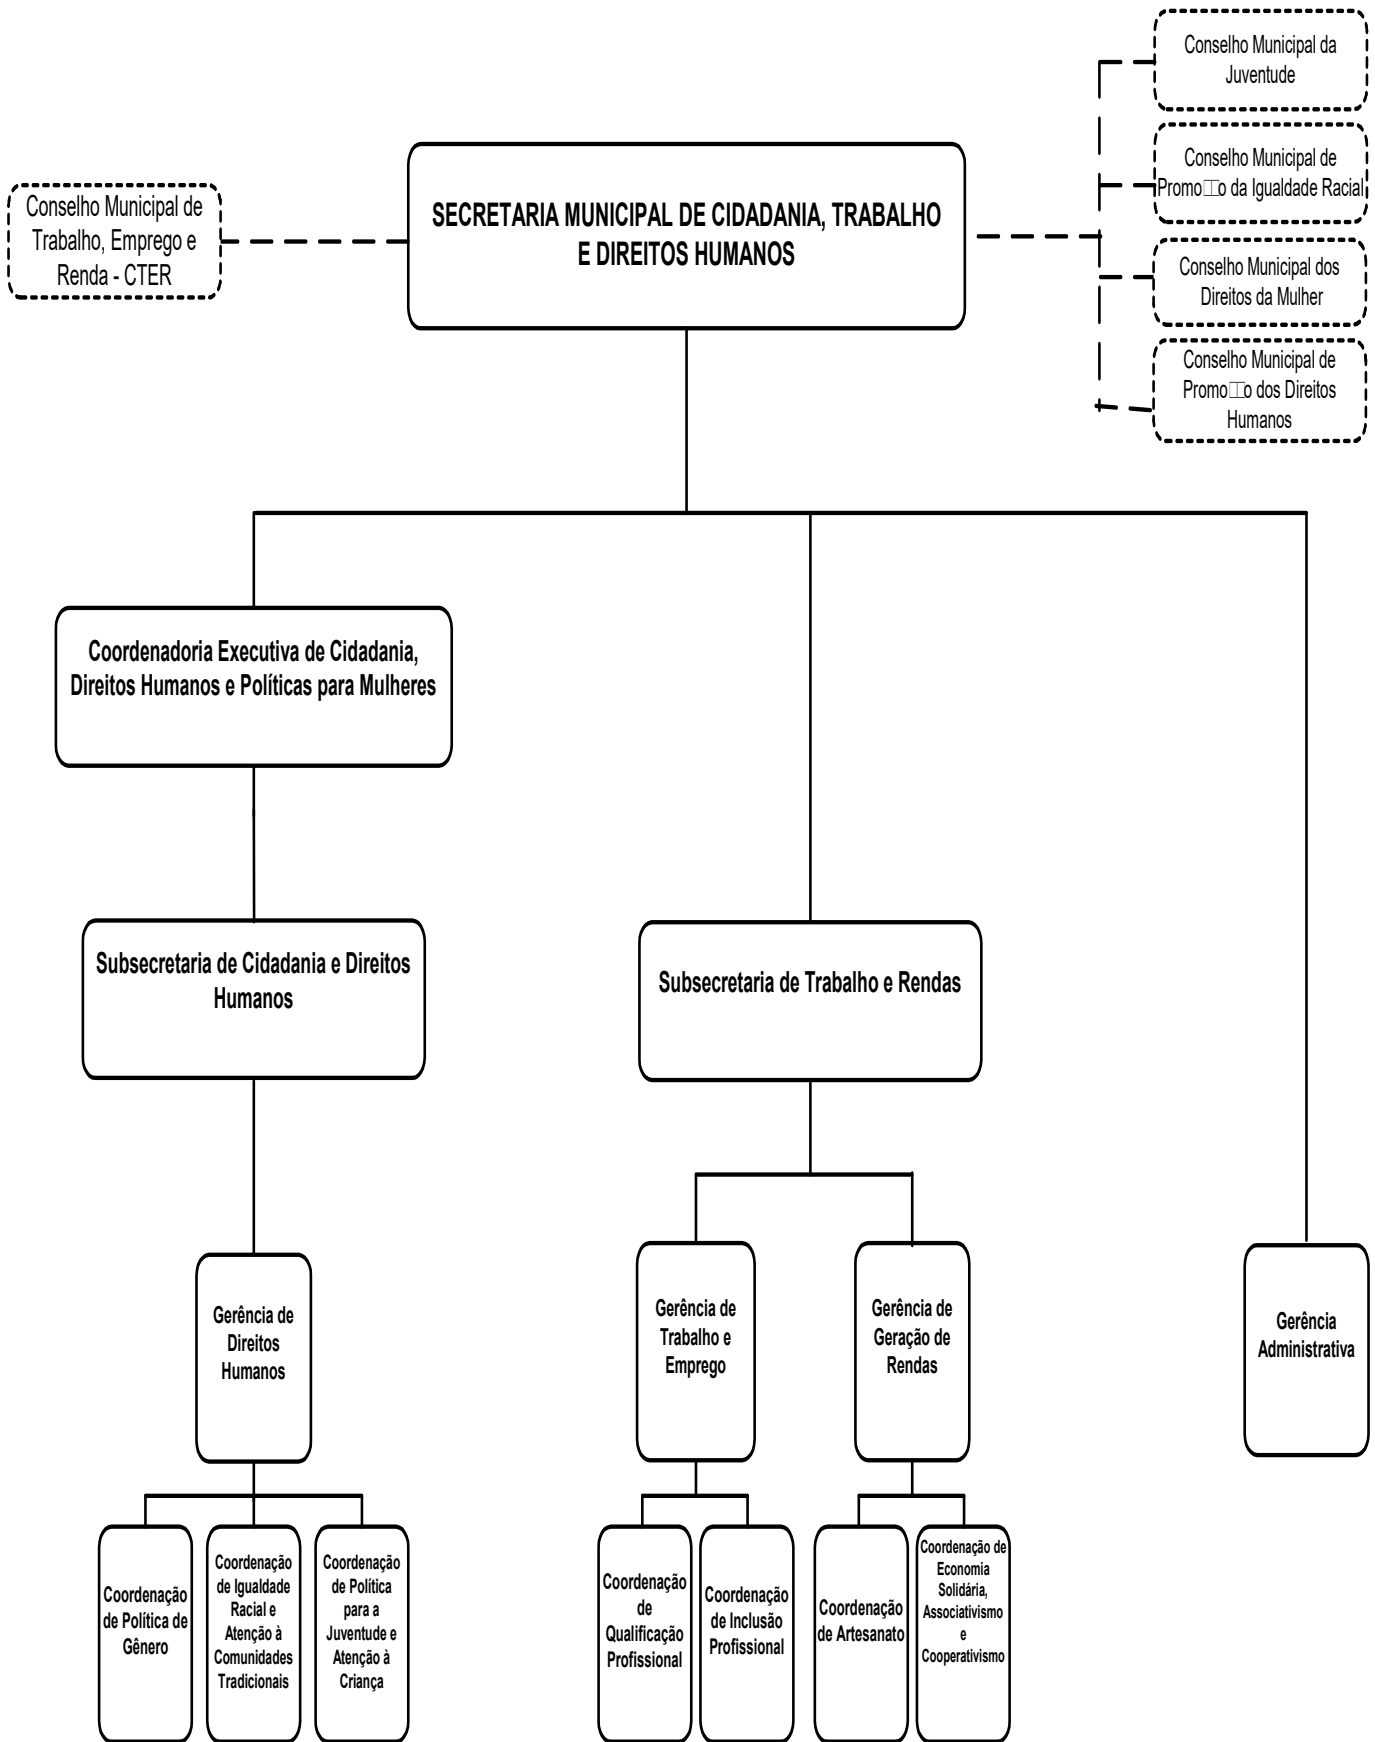 Conselho Municipal da
Juventude
Conselho Municipal de
Promo□□o da Igualdade Racial
Conselho Municipal dos
Direitos da Mulher
Conselho Municipal de
Promo□□o dos Direitos
Humanos
Conselho Municipal de
Trabalho, Emprego e
Renda - CTER
SECRETARIA MUNICIPAL DE CIDADANIA, TRABALHO
E DIREITOS HUMANOS
Coordenadoria Executiva de Cidadania,
Direitos Humanos e Políticas para Mulheres
Subsecretaria de Cidadania e Direitos
Humanos
Subsecretaria de Trabalho e Rendas
Gerência de
Direitos
Humanos
Gerência de
Trabalho e
Emprego
Gerência de
Geração de
Rendas
Gerência
Administrativa
Coordenação
de Política de
Gênero
Coordenação
de Igualdade
Racial e
Atenção à
Comunidades
Tradicionais
Coordenação
de Política
para a
Juventude e
Atenção à
Criança
Coordenação
de
Qualificação
Profissional
Coordenação
de Inclusão
Profissional
Coordenação
de Artesanato
Coordenação de
Economia
Solidária,
Associativismo
e
Cooperativismo